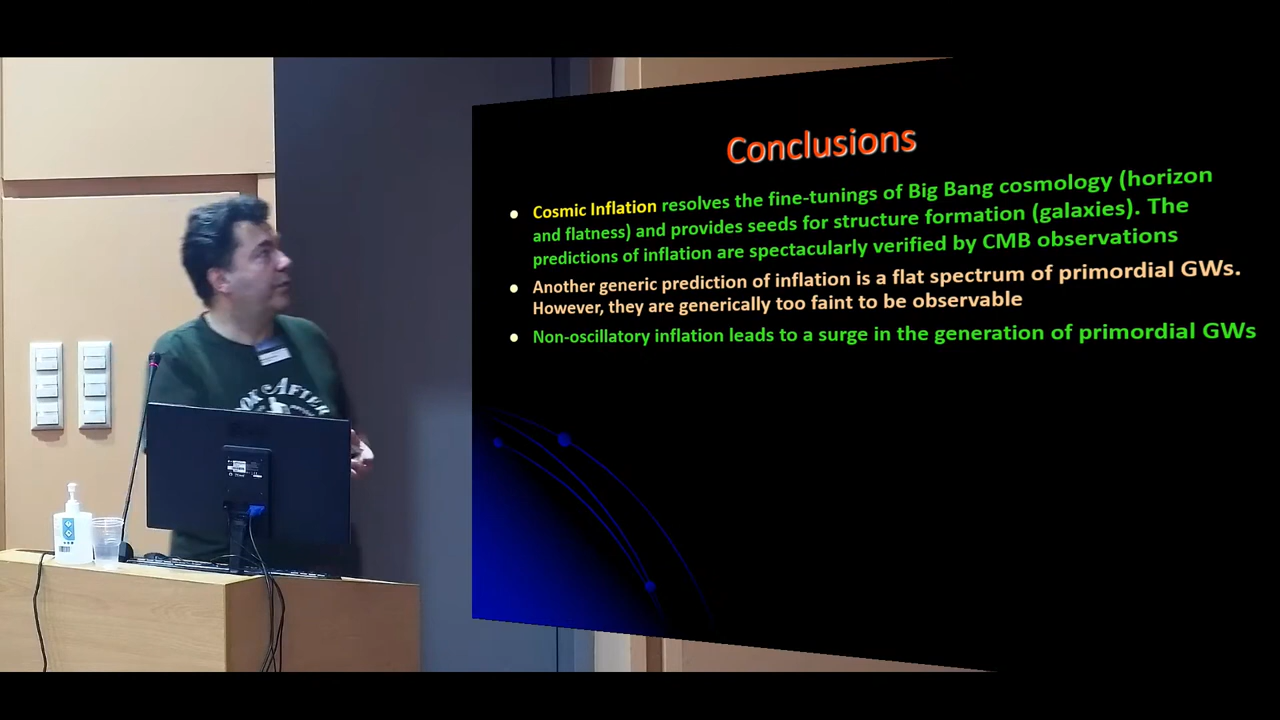 Conclusions
Cosmic Inflation resolves the fine-tunings of Big Bang cosmology (horizon
and flatness) and provides seeds for structure formation (galaxies). The
predictions of inflation are spectacularly verified by CMB observations
Another generic prediction of inflation is a flat spectrum of primordial GWs.
However, they are generically too faint to be observable
Non-oscillatory inflation leads to a surge in the generation of primordial GWs
AFTER